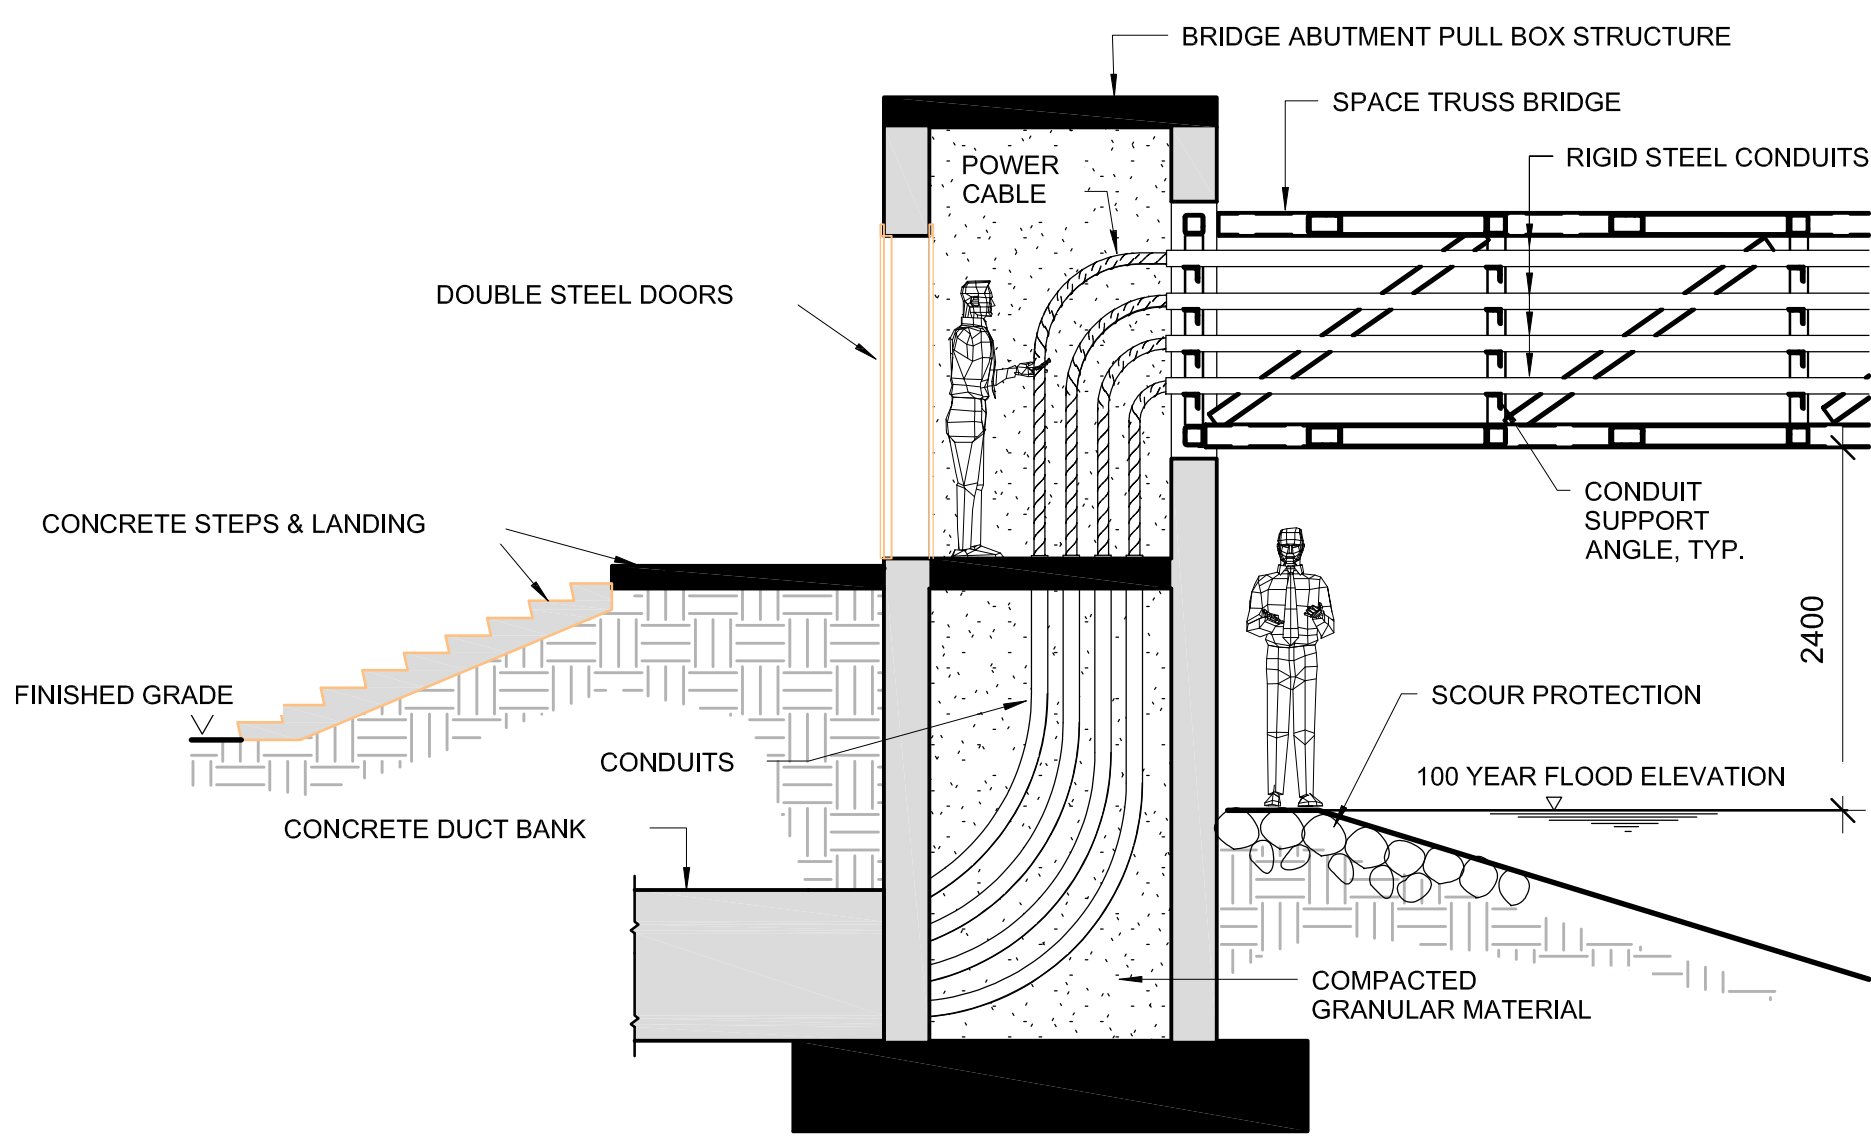 BRIDGE ABUTMENT PULL BOX STRUCTURE
SPACE TRUSS BRIDGE
RIGID STEEL CONDUITS
POWER
CABLE
DOUBLE STEEL DOORS
CONCRETE STEPS & LANDING
CONDUIT
SUPPORT
ANGLE, TYP.
2400
FINISHED GRADE
SCOUR PROTECTION
CONDUITS
100 YEAR FLOOD ELEVATION
CONCRETE DUCT BANK
COMPACTED
GRANULAR MATERIAL